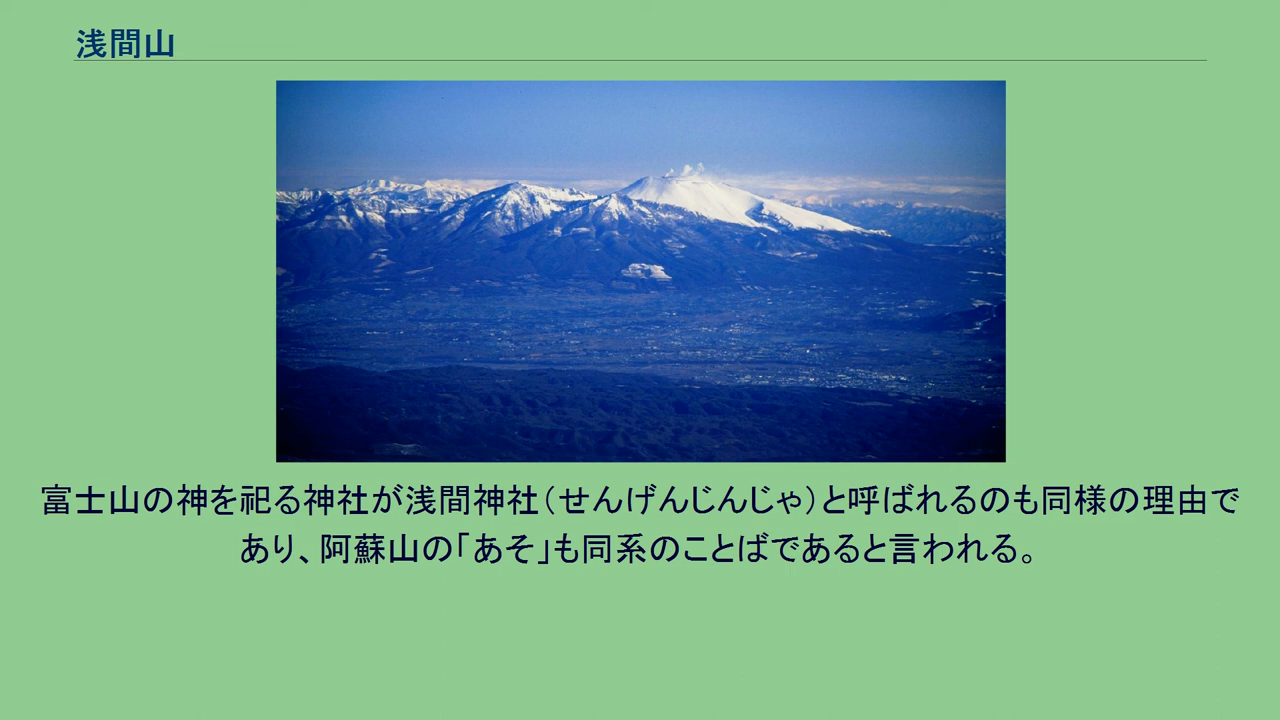 浅間山
富士山の神を祀る神社が浅間神社（せんげんじんじゃ）と呼ばれるのも同様の理由で
あり、阿蘇山の｢あそ｣も同系のことばであると言われる。